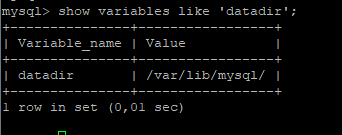 mysql> show variables like 'datadir';
+---------------+-----------------+
| Variable_name | Value           |
+---------------+-----------------+
| datadir       | /var/lib/mysql/ |
+---------------+-----------------+
1 row in set (0,01 sec)